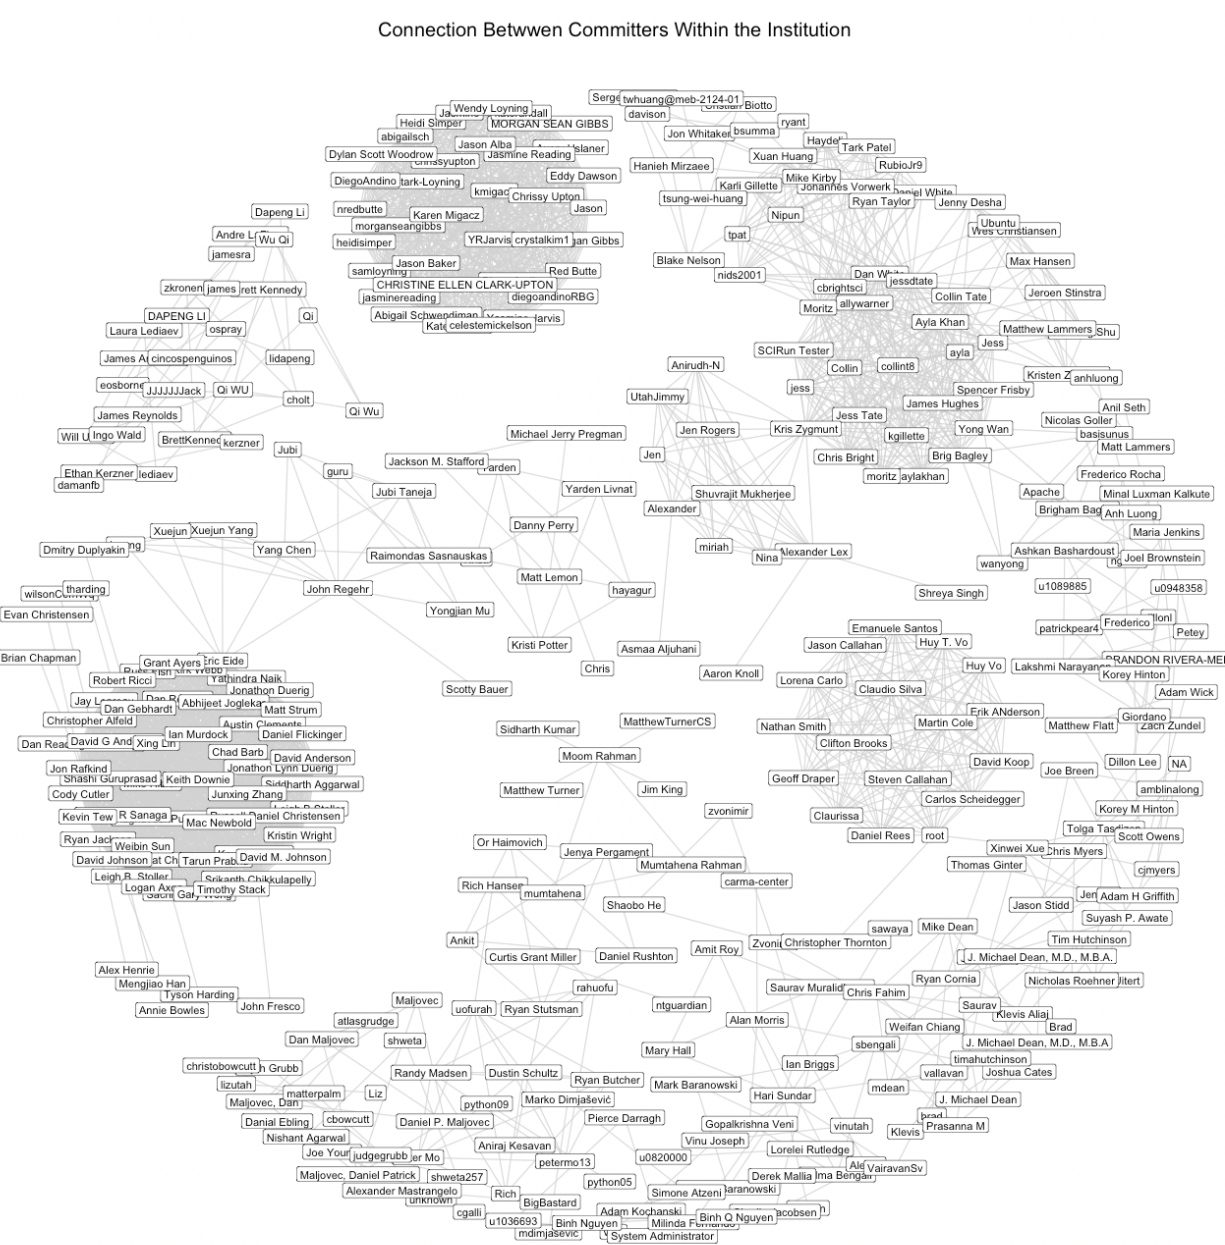 Connection Betwwen Committers Within the Institution
twhuang@meb-2124-01
davison
Wendy Loyning
Heidi Simper
MORGAN SEAN GIBBS
abigailsch
Jon Whitaker
bsumma
ryant
Tark Patel
Jason Alba
Dylan Scott Woodrow
Jasmine Reading
Xuan Huang
RubioJr9
Hanieh Mirzaee
DiegoAndino
Eddy Dawson
Mike Kirby
Karli Gillette
Johannes Vorwerk
tsung-wei-huang
Chrissy Upton
Ryan Taylor
Jenny Desha
nredbutte
Karen Migacz
Jason
Nipun
Dapeng Li
morganseangibbs
Ubuntu
Wes Christiansen
heidisimper
YRJarvis
crystalkim1
tpat
Wu Qi
jamesra
Jason Baker
Blake Nelson
Max Hansen
samloyning
Red Butte
nids2001
Dan White
jessdtate
CHRISTINE ELLEN CLARK-UPTON
cbrightsci
zkronen
james
jasminereading
diegoandinoRBG
Collin Tate
Jeroen Stinstra
Moritz
allywarner
DAPENG LI
Qi
Abigail Schwendiman
Ayla Khan
Laura Lediaev
ospray
celestemickelson
Matthew Lammers
Jess
SCIRun Tester
ayla
cincospenguinos
lidapeng
Anirudh-N
Collin
collint8
anhluong
eosborne
JJJJJJJack
Qi WU
jess
Spencer Frisby
cholt
UtahJimmy
James Hughes
Anil Seth
James Reynolds
Qi Wu
Jess Tate
Nicolas Goller
Ingo Wald
Michael Jerry Pregman
Jen Rogers
Kris Zygmunt
kgillette
Yong Wan
basisunus
kerzner
Jubi
Jen
Chris Bright
Brig Bagley
Matt Lammers
Ethan Kerzner
lediaev
guru
Jackson M. Stafford
moritz
aylakhan
Frederico Rocha
damanfb
Jubi Taneja
Yarden Livnat
Shuvrajit Mukherjee
Apache
Minal Luxman Kalkute
Alexander
Anh Luong
Danny Perry
Xuejun
Xuejun Yang
Maria Jenkins
Dmitry Duplyakin
Yang Chen
Raimondas Sasnauskas
miriah
Nina
Alexander Lex
Ashkan Bashardoust
Joel Brownstein
wanyong
Matt Lemon
tharding
John Regehr
hayagur
Shreya Singh
u1089885
u0948358
Evan Christensen
Yongjian Mu
Emanuele Santos
patrickpear4
Frederico
Petey
Kristi Potter
Jason Callahan
Huy T. Vo
Brian Chapman
Grant Ayers
Eric Eide
Asmaa Aljuhani
Huy Vo
Lakshmi Narayanan
Chris
Aaron Knoll
Korey Hinton
Robert Ricci
Yathindra Naik
Lorena Carlo
Scotty Bauer
Jonathon Duerig
Claudio Silva
Adam Wick
Dan Gebhardt
Abhijeet Joglekar
Matt Strum
Erik ANderson
Giordano
Christopher Alfeld
Austin Clements
MatthewTurnerCS
Nathan Smith
Martin Cole
Matthew Flatt
Zach Zundel
Sidharth Kumar
Ian Murdock
Daniel Flickinger
Xing Lin
Clifton Brooks
Chad Barb
Moom Rahman
David Anderson
David Koop
Dillon Lee
NA
Jon Rafkind
Jonathon Lynn Duerig
Joe Breen
Shashi Guruprasad
Keith Downie
Siddharth Aggarwal
Geoff Draper
Steven Callahan
Cody Cutler
Junxing Zhang
Matthew Turner
Jim King
amblinalong
Carlos Scheidegger
zvonimir
Korey M Hinton
Kevin Tew
R Sanaga
Daniel Christensen
Claurissa
Mac Newbold
Kristin Wright
Daniel Rees
root
Scott Owens
Weibin Sun
Or Haimovich
Xinwei Xue
Chris Myers
David Johnson
David M. Johnson
Jenya Pergament
Mumtahena Rahman
Thomas Ginter
cjmyers
Leigh B. Stoller
Srikanth Chikkulapelly
Rich Hansen
mumtahena
carma-center
Timothy Stack
Adam H Griffith
Shaobo He
Jason Stidd
Suyash P. Awate
sawaya
Mike Dean
Ankit
Christopher Thornton
Tim Hutchinson
Amit Roy
Curtis Grant Miller
Daniel Rushton
J. Michael Dean, M.D., M.B.A.
Alex Henrie
Mengjiao Han
Ryan Cornia
Nicholas Roehner
rahuofu
Chris Fahim
Tyson Harding
Maljovec
John Fresco
uofurah
Ryan Stutsman
ntguardian
Saurav
Annie Bowles
Klevis Aliaj
atlasgrudge
Alan Morris
Weifan Chiang
Brad
Dan Maljovec
shweta
Mary Hall
sbengali
J. Michael Dean, M.D., M.B.A
christobowcutt
Ian Briggs
timahutchinson
Randy Madsen
Dustin Schultz
vallavan
Joshua Cates
lizutah
Ryan Butcher
Mark Baranowski
mdean
matterpalm
Liz
Hari Sundar
Marko Dimjašević
J. Michael Dean
python09
Danial Ebling
cbowcutt
Daniel P. Maljovec
Pierce Darragh
Gopalkrishna Veni
vinutah
Prasanna M
Klevis
Nishant Agarwal
Vinu Joseph
Aniraj Kesavan
Lorelei Rutledge
judgegrubb
petermo13
u0820000
VairavanSv
Maljovec, Daniel Patrick
shweta257
python05
Derek Mallia
Alexander Mastrangelo
Rich
Simone Atzeni
unknown
BigBastard
cgalli
Adam Kochanski
u1036693
Binh Nguyen
Binh Q Nguyen
mdimjasevic
System Administrator